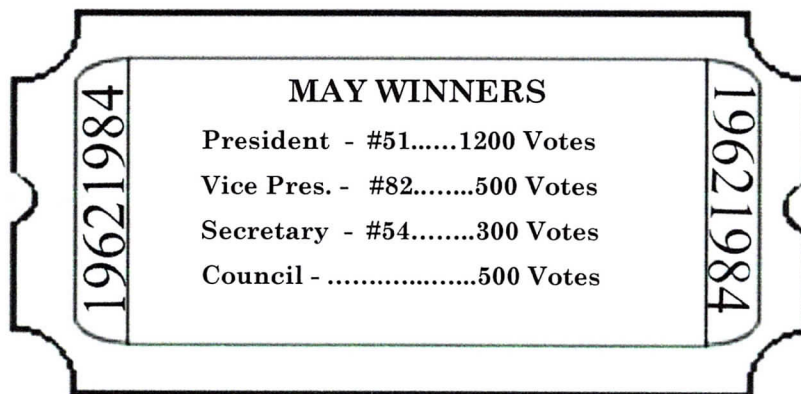 19621984
MAY WINNERS
President - #51......1200 Votes
Vice Pres. - #82........500 Votes
Secretary - #54........300 Votes
Council - ..................500 Votes
19621984